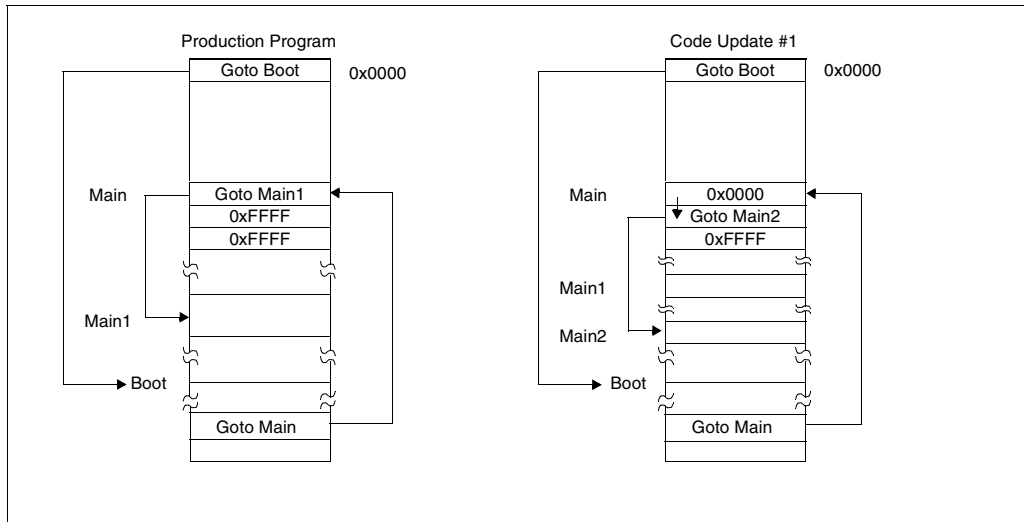 Production Program
Goto Boot
0x0000
Main
Goto Main1
0xFFFF
0xFFFF
Main1
Boot
Goto Main
Code Update #1
Goto Boot
0x0000
Main
0x0000
Goto Main2
0xFFFF
Main1
Main2
Boot
Goto Main